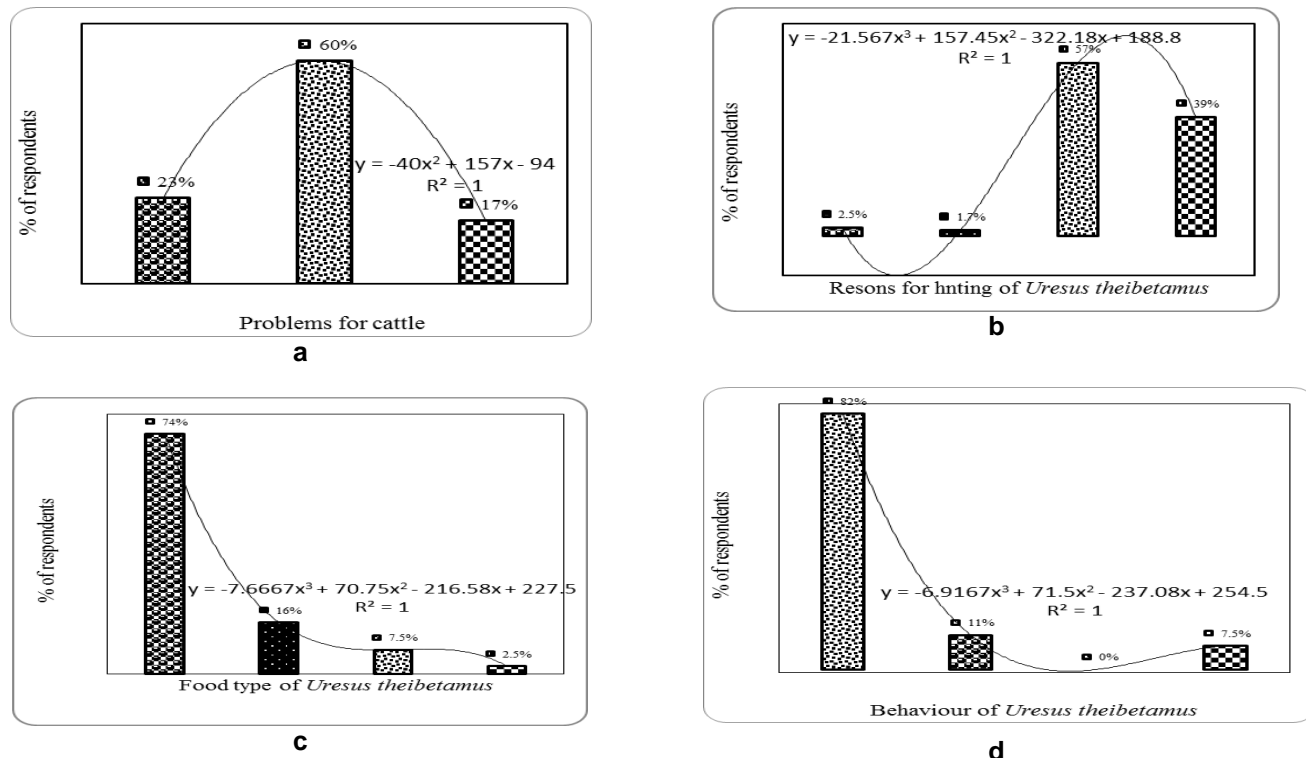 60%
23%
y = -40x² + 157x - 94
R² = 1
17%
% of respondents
Problems for cattle
a
y = -21.567x³ + 157.45x² - 322.18x + 188.8
R² = 1
57%
39%
2.5%
1.7%
% of respondents
Resons for hnting of Uresus theibetamus
b
74%
y = -7.6667x³ + 70.75x² - 216.58x + 227.5
R² = 1
16%
7.5%
2.5%
% of respondents
Food type of Uresus theibetamus
c
82%
y = -6.9167x³ + 71.5x² - 237.08x + 254.5
R² = 1
11%
0%
7.5%
% of respondents
Behaviour of Uresus theibetamus
d